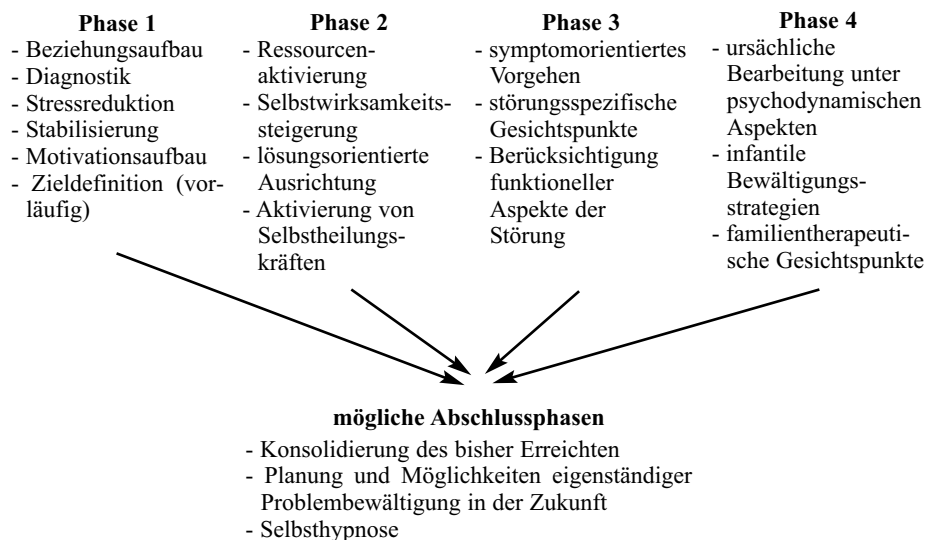 Phase 1
- Beziehungsaufbau
- Diagnostik
- Stressreduktion
- Stabilisierung
- Motivationsaufbau
- Zieldefinition (vor-
läufig)
Phase 2
- Ressourcen-
aktivierung
- Selbstwirksamkeits-
steigerung
- lösungsorientierte
Ausrichtung
- Aktivierung von
Selbstheilungs-
kräften
Phase 3
- symptomorientiertes
Vorgehen
- störungsspezifische
Gesichtspunkte
- Berücksichtigung
funktioneller
Aspekte der
Störung
Phase 4
- ursächliche
Bearbeitung unter
psychodynamischen
Aspekten
- infantile
Bewältigungs-
strategien
- familientherapeuti-
sche Gesichtspunkte
mögliche Abschlussphasen
- Konsolidierung des bisher Erreichten
- Planung und Möglichkeiten eigenständiger
Problembewältigung in der Zukunft
- Selbsthypnose